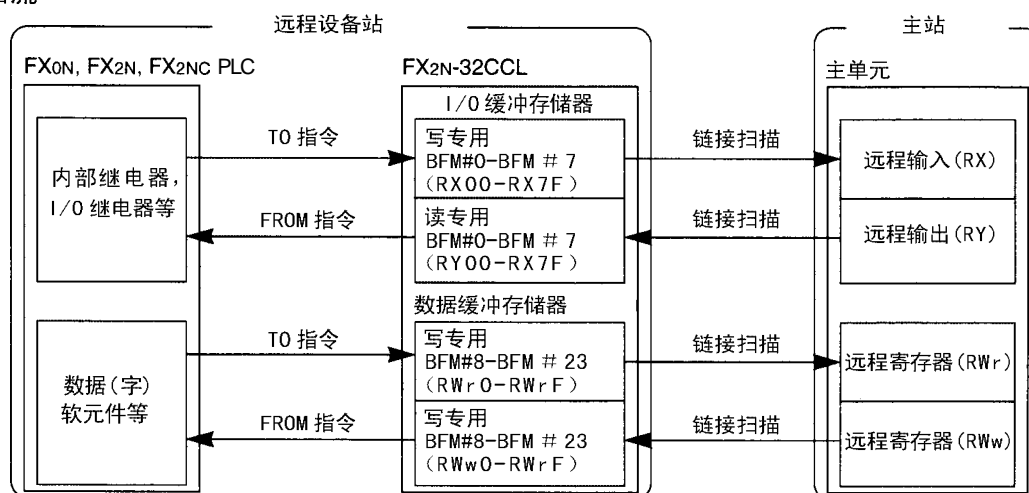 远程设备站
主站
FX0N, FX2N, FX2NC PLC
FX2N-32CCL
主单元
I/O 缓冲存储器
内部继电器,
I/O 继电器等
TO 指令
写专用
BFM#0-BFM # 7
(RX00-RX7F)
链接扫描
远程输入(RX)
FROM 指令
读专用
BFM#0-BFM # 7
(RY00-RX7F)
链接扫描
远程输出(RY)
数据缓冲存储器
数据(字)
软元件等
TO 指令
写专用
BFM#8-BFM # 23
(RWr0-RWrF)
链接扫描
远程寄存器(RWr)
FROM 指令
写专用
BFM#8-BFM # 23
(RWw0-RWrF)
链接扫描
远程寄存器(RWw)